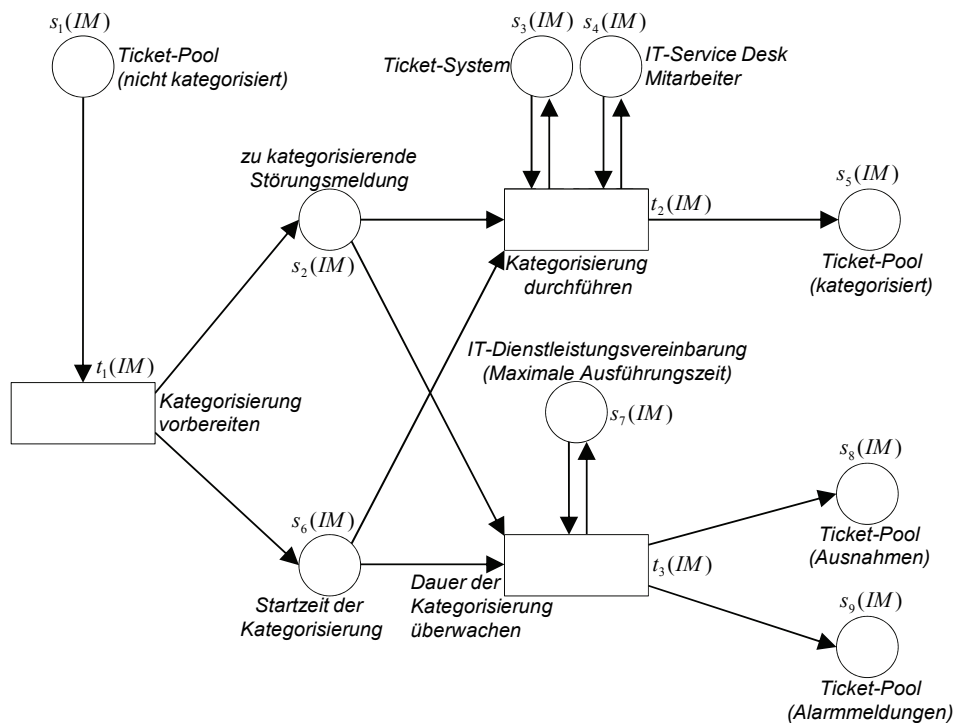 s₁(IM)
Ticket-Pool
(nicht kategorisiert)
s₃(IM)
s₄(IM)
Ticket-System
IT-Service Desk
Mitarbeiter
zu kategorisierende
Störungsmeldung
s₂(IM)
t₂(IM)
Kategorisierung
durchführen
s₅(IM)
Ticket-Pool
(kategorisiert)
t₁(IM)
Kategorisierung
vorbereiten
IT-Dienstleistungsvereinbarung
(Maximale Ausführungszeit)
s₇(IM)
s₆(IM)
Startzeit der
Kategorisierung
Dauer der
Kategorisierung
überwachen
t₃(IM)
s₈(IM)
Ticket-Pool
(Ausnahmen)
s₉(IM)
Ticket-Pool
(Alarmmeldungen)